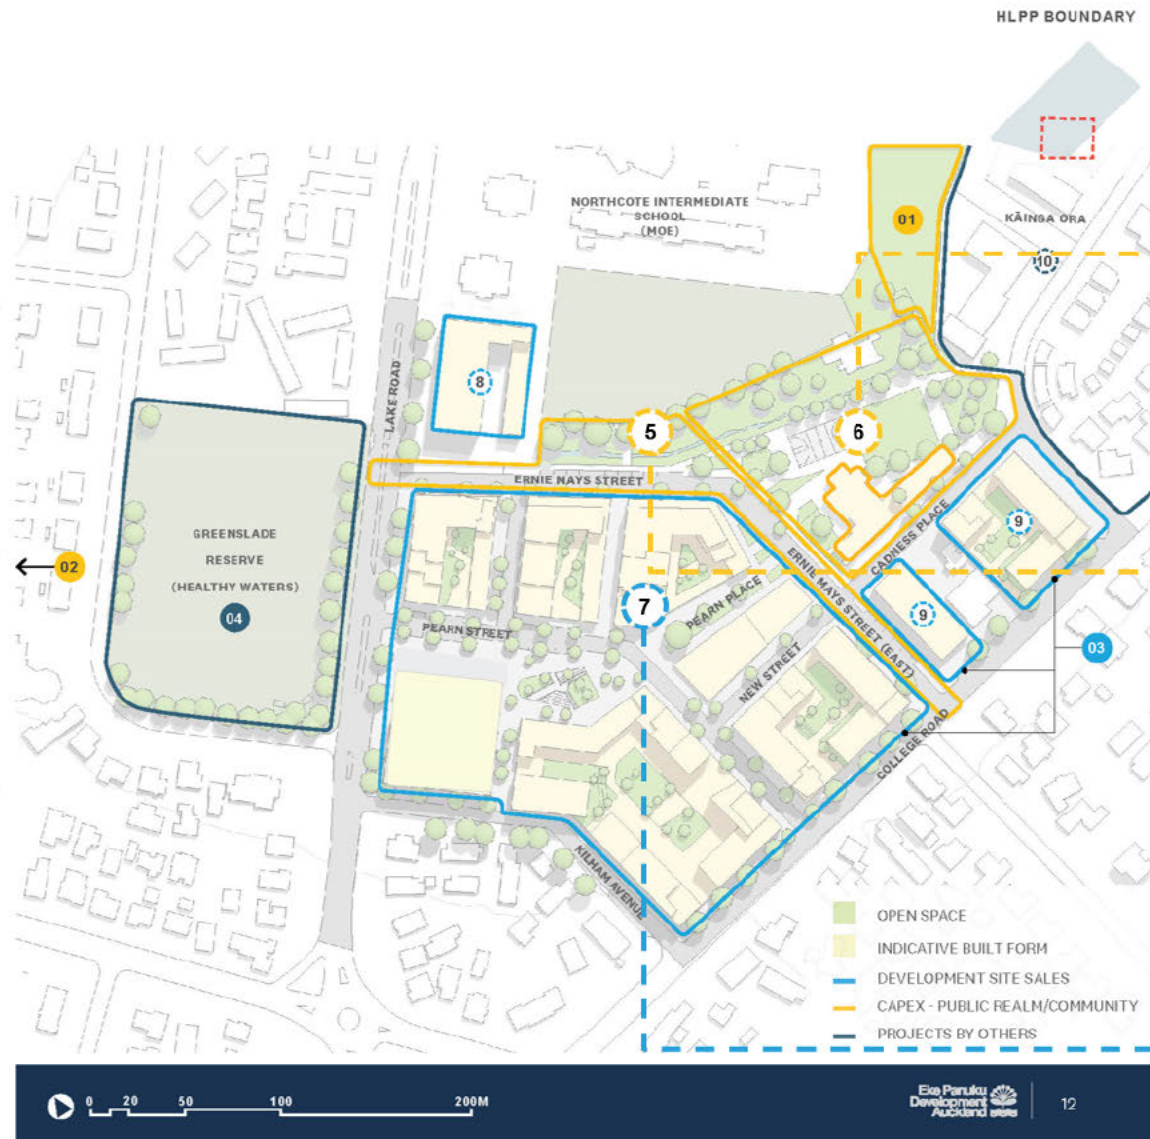 HLPP BOUNDARY
NORTHCOTE INTERMEDIATE
SCHOOL
(MOE)
01
KĀINGA ORA
10
LAKE ROAD
8
5
6
ERNIE NAYS STREET
GREENSLADE
RESERVE
(HEALTHY WATERS)
04
02
CADNESS PLACE
9
9
ERNIE MAYS STREET (EAST)
PEARN PLACE
7
PEARN STREET
NEW STREET
03
COLLEGE ROAD
KILHAM AVENUE
OPEN SPACE
INDICATIVE BUILT FORM
DEVELOPMENT SITE SALES
CAPEX - PUBLIC REALM/COMMUNITY
PROJECTS BY OTHERS
0 20 50 100 200M
Eke Panuku
Development
Auckland
12